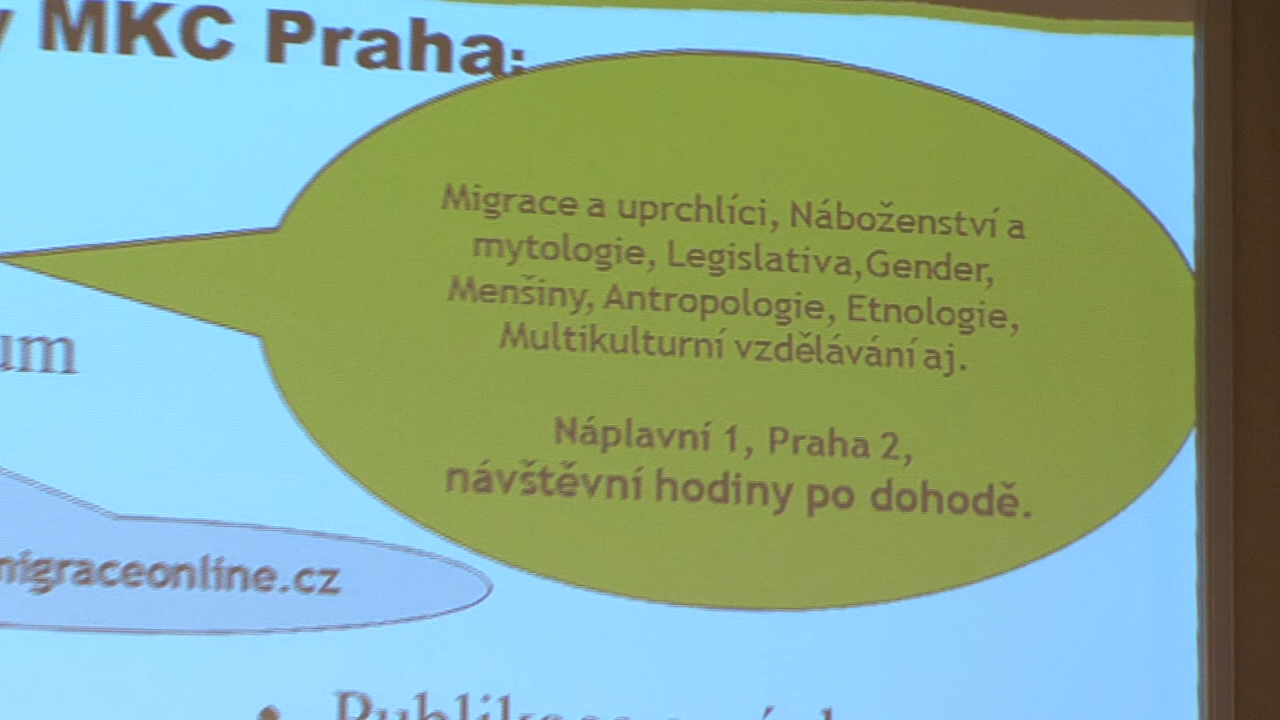 MKC Praha:
Migrace a uprchlíci, Náboženství a
mytologie, Legislativa, Gender,
Menšiny, Antropologie, Etnologie,
Multikulturní vzdělávání aj.
Náplavní 1, Praha 2,
návštěvní hodiny po dohodě.
migraceonline.cz